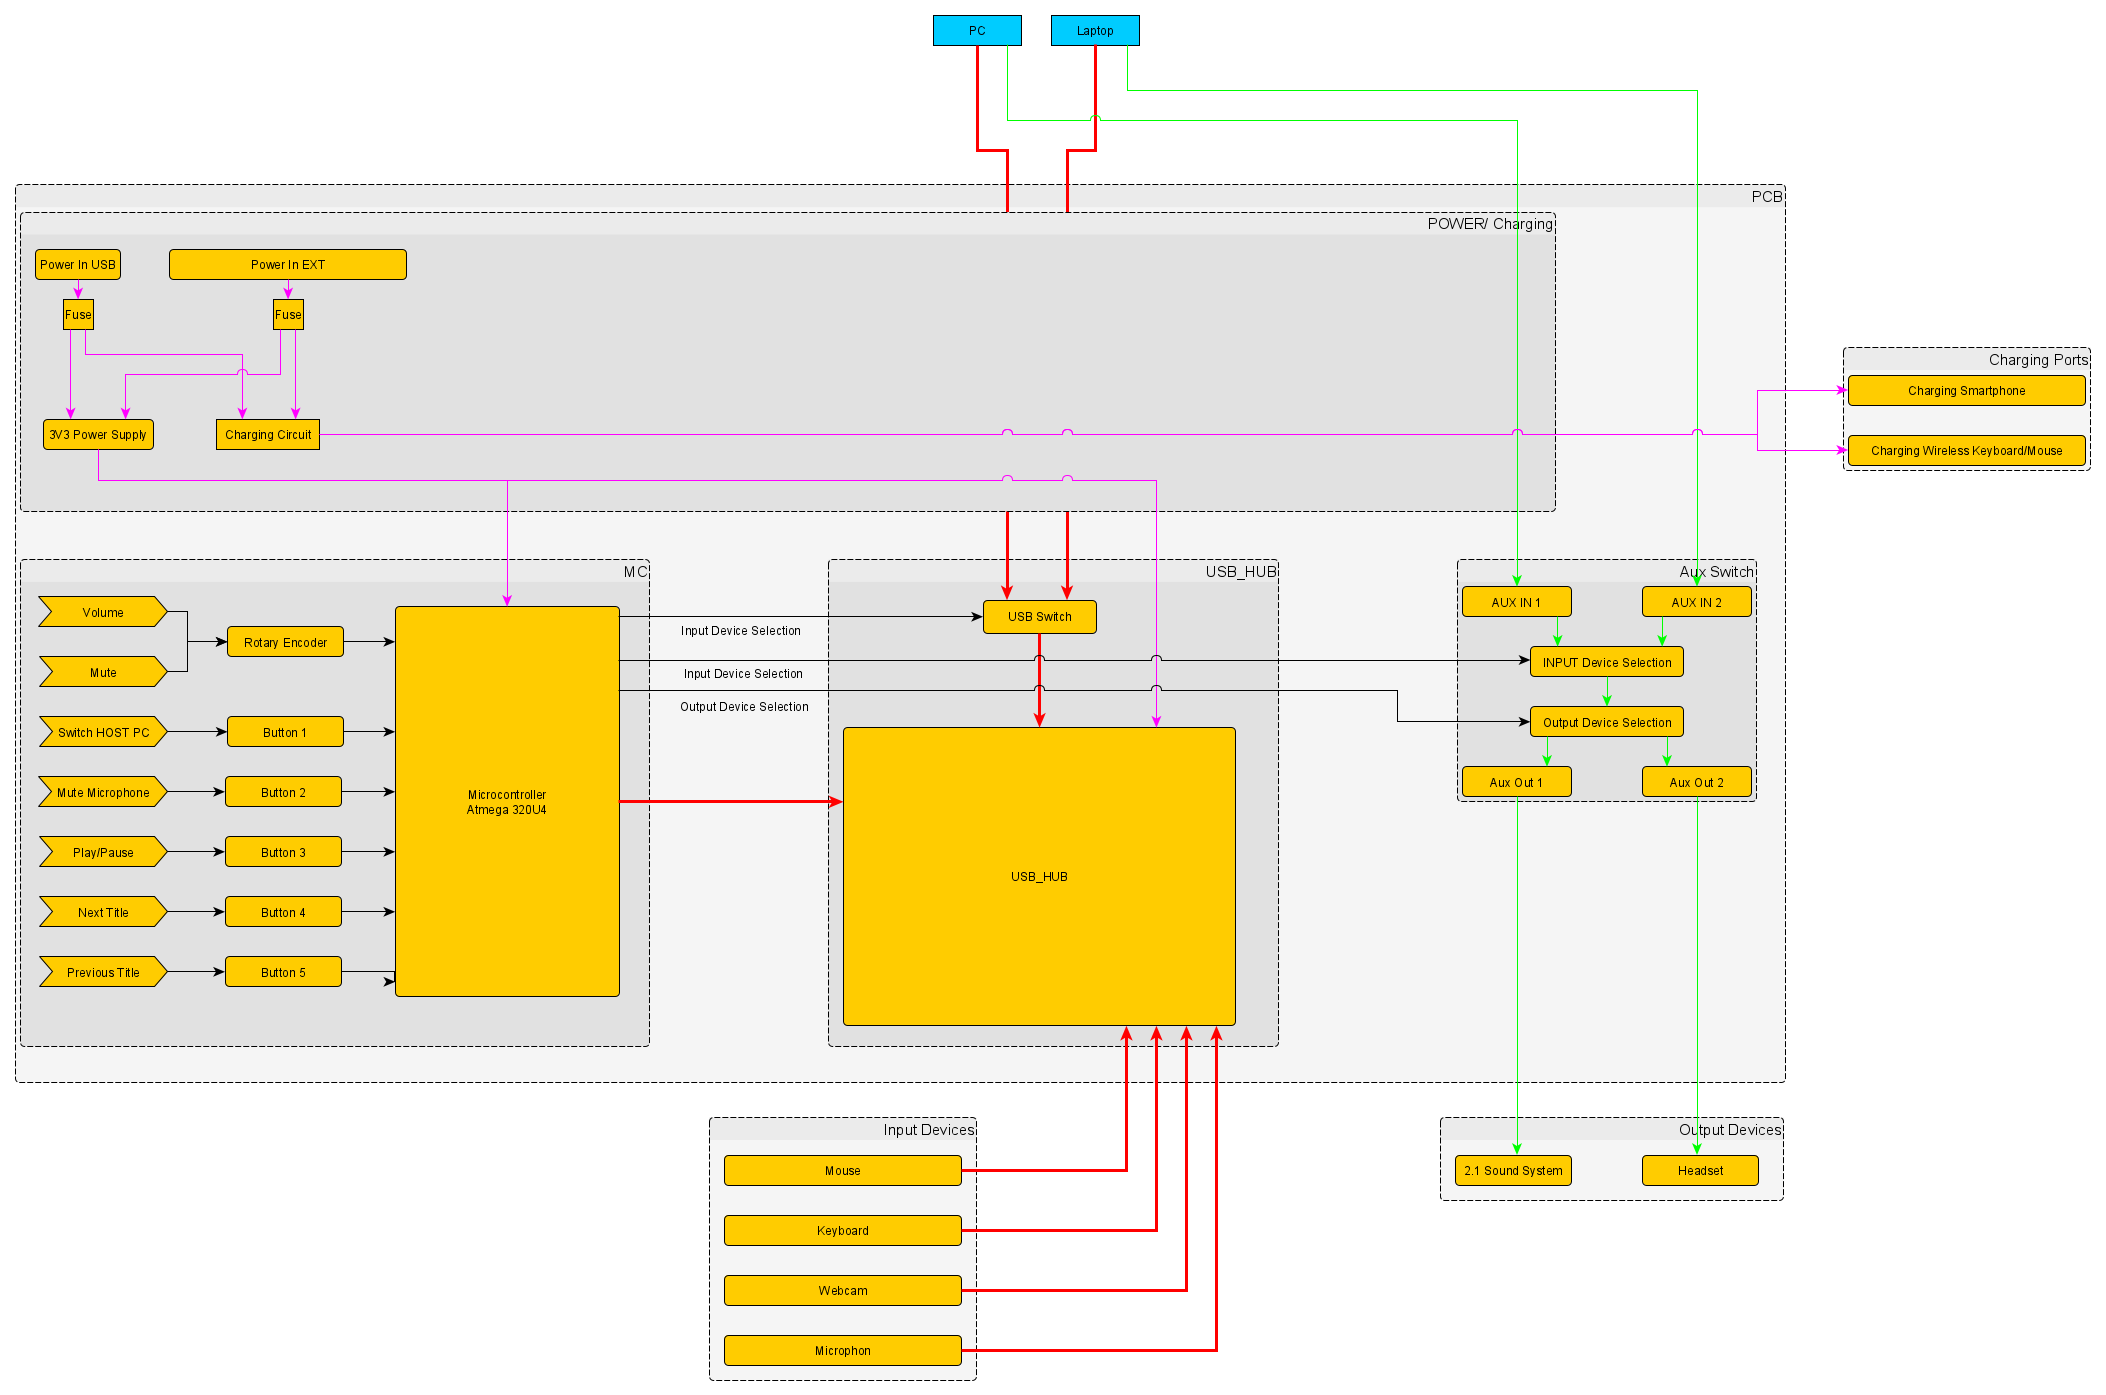 PC
Laptop
PCB
POWER/ Charging
Power In USB
Power In EXT
Fuse
Fuse
3V3 Power Supply
Charging Circuit
Charging Ports
Charging Smartphone
Charging Wireless Keyboard/Mouse
MC
Volume
Mute
Rotary Encoder
Switch HOST PC
Button 1
Mute Microphone
Button 2
Play/Pause
Button 3
Next Title
Button 4
Previous Title
Button 5
Microcontroller
Atmega 320U4
Input Device Selection
Input Device Selection
Output Device Selection
USB_HUB
USB Switch
USB_HUB
Aux Switch
AUX IN 1
AUX IN 2
INPUT Device Selection
Output Device Selection
Aux Out 1
Aux Out 2
Input Devices
Mouse
Keyboard
Webcam
Microphon
Output Devices
2.1 Sound System
Headset